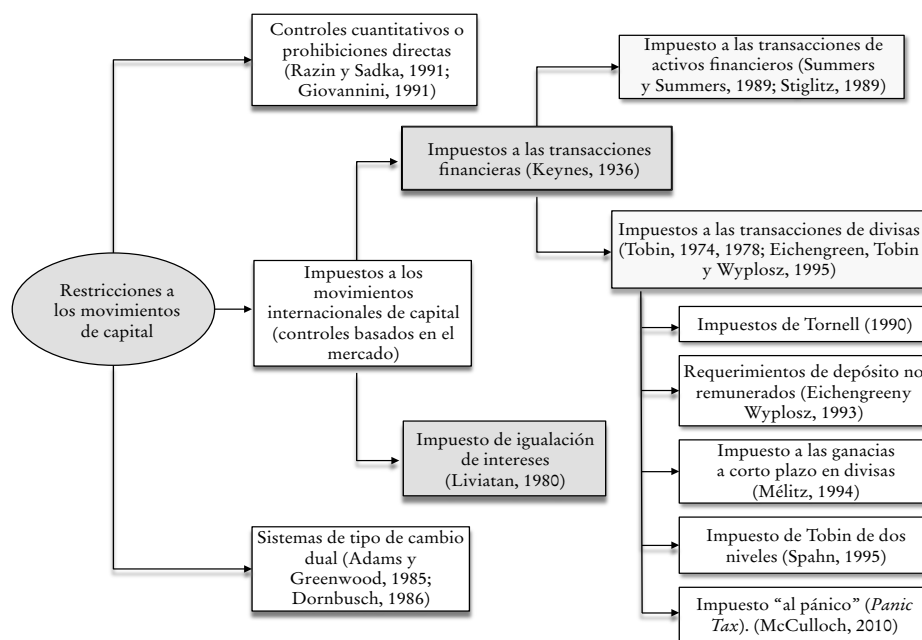 Controles cuantitativos o
prohibiciones directas
(Razin y Sadka, 1991;
Giovannini, 1991)
Impuesto a las transacciones de
activos financieros (Summers
y Summers, 1989; Stiglitz, 1989)
Impuestos a las transacciones
financieras (Keynes, 1936)
Impuestos a las transacciones de divisas
(Tobin, 1974, 1978; Eichengreen, Tobin
y Wyplosz, 1995)
Restricciones a
los movimientos
de capital
Impuestos a los
movimientos
internacionales de capital
(controles basados en el
mercado)
Impuestos de Tornell (1990)
Requerimientos de depósito no
remunerados (Eichengreeny
Wyplosz, 1993)
Impuesto de igualación
de intereses
(Liviatan, 1980)
Impuesto a las ganacias
a corto plazo en divisas
(Mélitz, 1994)
Sistemas de tipo de cambio
dual (Adams y
Greenwood, 1985;
Dornbusch, 1986)
Impuesto de Tobin de dos
niveles (Spahn, 1995)
Impuesto “al pánico” (Panic
Tax). (McCulloch, 2010)